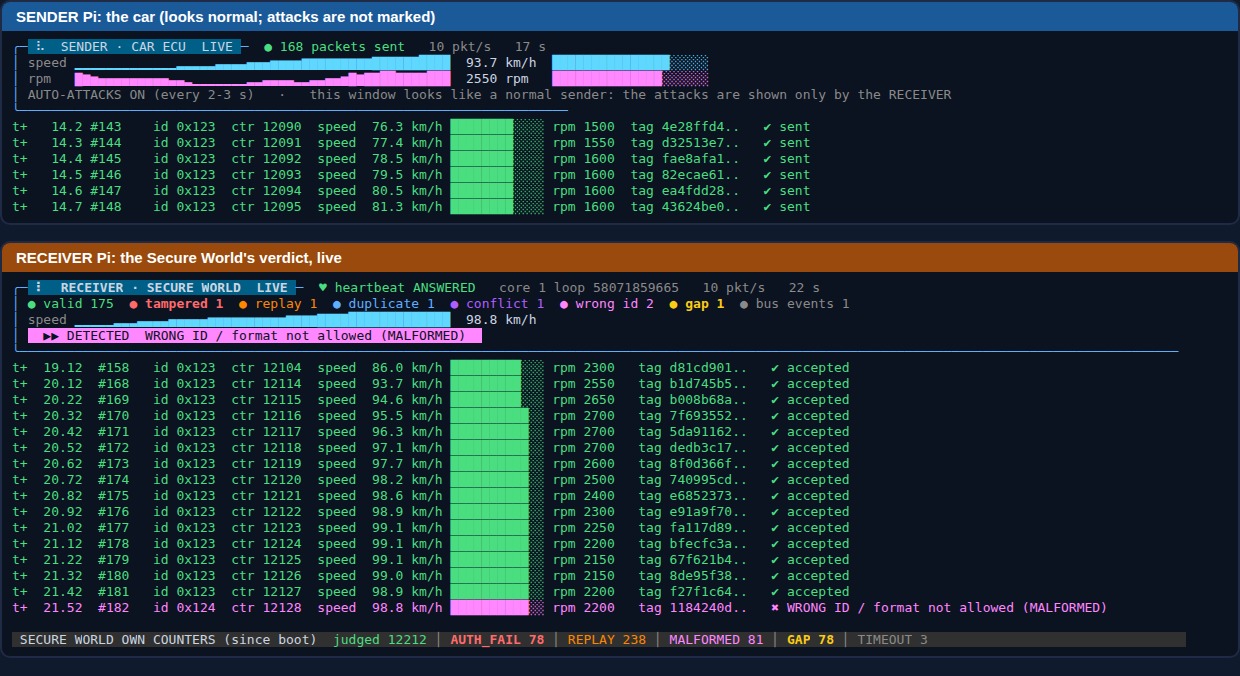 SENDER Pi: the car (looks normal; attacks are not marked)
SENDER · CAR ECU LIVE ● 168 packets sent 10 pkt/s 17 s
speed 93.7 km/h
rpm 2550 rpm
AUTO-ATTACKS ON (every 2-3 s) · this window looks like a normal sender: the attacks are shown only by the RECEIVER
t+ 14.2 #143 id 0x123 ctr 12090 speed 76.3 km/h rpm 1500 tag 4e28ffd4.. ✔ sent
t+ 14.3 #144 id 0x123 ctr 12091 speed 77.4 km/h rpm 1550 tag d32513e7.. ✔ sent
t+ 14.4 #145 id 0x123 ctr 12092 speed 78.5 km/h rpm 1600 tag fae8afa1.. ✔ sent
t+ 14.5 #146 id 0x123 ctr 12093 speed 79.5 km/h rpm 1600 tag 82ecae61.. ✔ sent
t+ 14.6 #147 id 0x123 ctr 12094 speed 80.5 km/h rpm 1600 tag ea4fdd28.. ✔ sent
t+ 14.7 #148 id 0x123 ctr 12095 speed 81.3 km/h rpm 1600 tag 43624be0.. ✔ sent
RECEIVER Pi: the Secure World's verdict, live
RECEIVER · SECURE WORLD LIVE ♥ heartbeat ANSWERED core 1 loop 58071859665 10 pkt/s 22 s
● valid 175 ● tampered 1 ● replay 1 ● duplicate 1 ● conflict 1 ● wrong id 2 ● gap 1 ● bus events 1
speed 98.8 km/h
▶▶ DETECTED WRONG ID / format not allowed (MALFORMED)
t+ 19.12 #158 id 0x123 ctr 12104 speed 86.0 km/h rpm 2300 tag d81cd901.. ✔ accepted
t+ 20.12 #168 id 0x123 ctr 12114 speed 93.7 km/h rpm 2550 tag b1d745b5.. ✔ accepted
t+ 20.22 #169 id 0x123 ctr 12115 speed 94.6 km/h rpm 2650 tag b008b68a.. ✔ accepted
t+ 20.32 #170 id 0x123 ctr 12116 speed 95.5 km/h rpm 2700 tag 7f693552.. ✔ accepted
t+ 20.42 #171 id 0x123 ctr 12117 speed 96.3 km/h rpm 2700 tag 5da91162.. ✔ accepted
t+ 20.52 #172 id 0x123 ctr 12118 speed 97.1 km/h rpm 2700 tag dedb3c17.. ✔ accepted
t+ 20.62 #173 id 0x123 ctr 12119 speed 97.7 km/h rpm 2600 tag 8f0d366f.. ✔ accepted
t+ 20.72 #174 id 0x123 ctr 12120 speed 98.2 km/h rpm 2500 tag 740995cd.. ✔ accepted
t+ 20.82 #175 id 0x123 ctr 12121 speed 98.6 km/h rpm 2400 tag e6852373.. ✔ accepted
t+ 20.92 #176 id 0x123 ctr 12122 speed 98.9 km/h rpm 2300 tag e91a9f70.. ✔ accepted
t+ 21.02 #177 id 0x123 ctr 12123 speed 99.1 km/h rpm 2250 tag fa117d89.. ✔ accepted
t+ 21.12 #178 id 0x123 ctr 12124 speed 99.1 km/h rpm 2200 tag bfecfc3a.. ✔ accepted
t+ 21.22 #179 id 0x123 ctr 12125 speed 99.1 km/h rpm 2150 tag 67f621b4.. ✔ accepted
t+ 21.32 #180 id 0x123 ctr 12126 speed 99.0 km/h rpm 2150 tag 8de95f38.. ✔ accepted
t+ 21.42 #181 id 0x123 ctr 12127 speed 98.9 km/h rpm 2200 tag f27f1c64.. ✔ accepted
t+ 21.52 #182 id 0x124 ctr 12128 speed 98.8 km/h rpm 2200 tag 1184240d.. ✖ WRONG ID / format not allowed (MALFORMED)
SECURE WORLD OWN COUNTERS (since boot) judged 12212 | AUTH_FAIL 78 | REPLAY 238 | MALFORMED 81 | GAP 78 | TIMEOUT 3